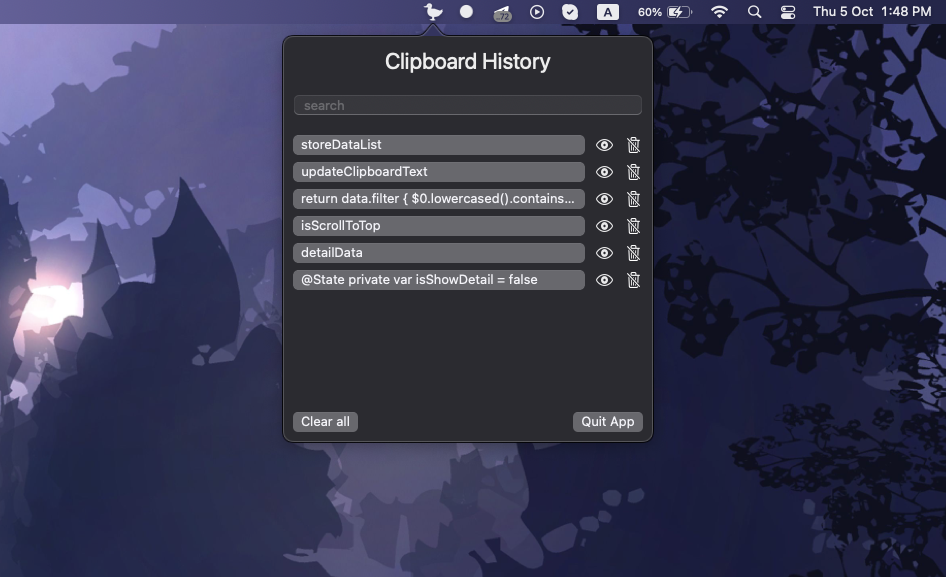 72
A
60%
Thu 5 Oct 1:48 PM
Clipboard History
search
storeDataList
updateClipboardText
return data.filter { $0.lowercased().contains...
isScrollToTop
detailData
@State private var isShowDetail = false
Clear all
Quit App